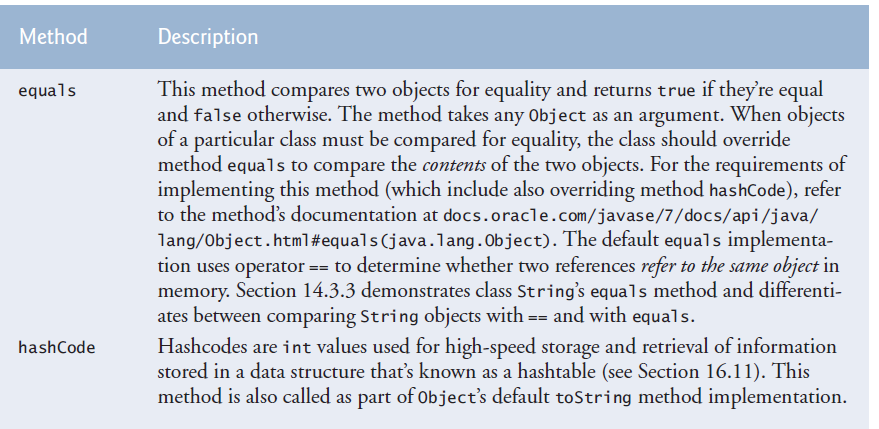 Method Description
equals This method compares two objects for equality and returns true if they're equal
and false otherwise. The method takes any Object as an argument. When objects
of a particular class must be compared for equality, the class should override
method equals to compare the contents of the two objects. For the requirements of
implementing this method (which include also overriding method hashCode), refer
to the method's documentation at docs.oracle.com/javase/7/docs/api/java/
lang/Object.html#equals(java.lang.Object). The default equals implementa-
tion uses operator == to determine whether two references refer to the same object in
memory. Section 14.3.3 demonstrates class String's equals method and differenti-
ates between comparing String objects with == and with equals.
hashCode Hashcodes are int values used for high-speed storage and retrieval of information
stored in a data structure that's known as a hashtable (see Section 16.11). This
method is also called as part of Object's default toString method implementation.